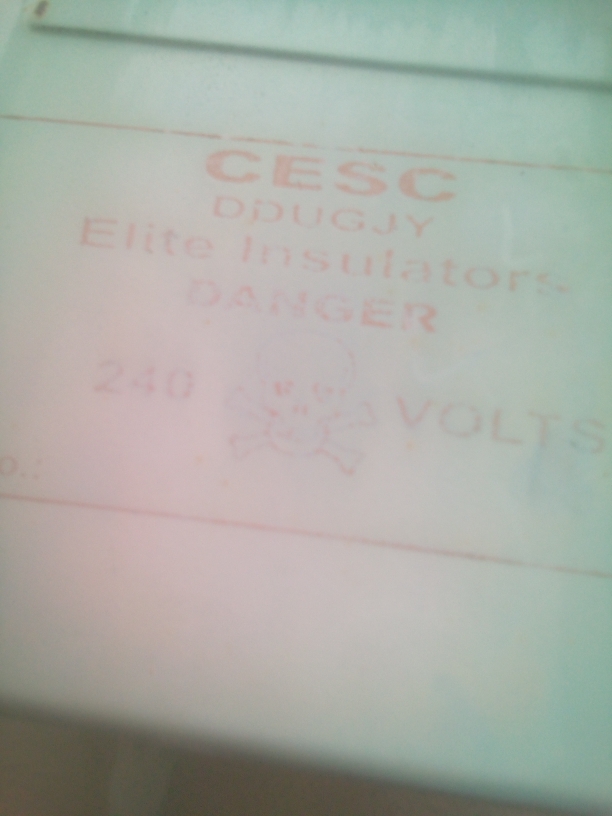 CESC
DDUGJY
Elite Insulators
DANGER
240 VOLTS
o.: